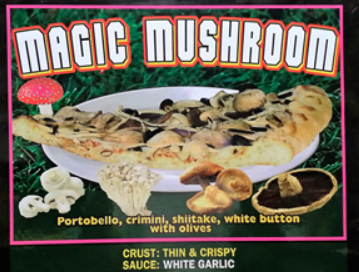 MAGIC MUSHROOM
Portobello, crimini, shiitake, white button
with olives
CRUST: THIN & CRISPY
SAUCE: WHITE GARLIC